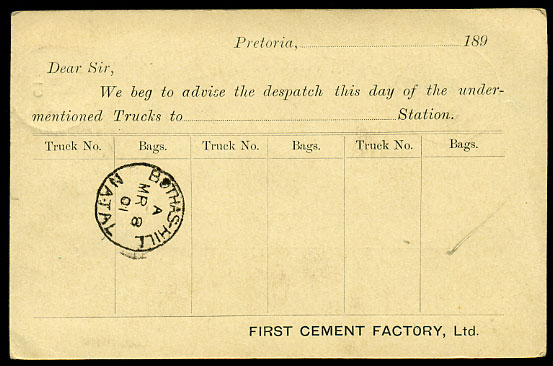 Pretoria, 189
Dear Sir,
We beg to advise the despatch this day of the under-
mentioned Trucks to Station.
Truck No. Bags. Truck No. Bags. Truck No. Bags.
BOTHAS-HILL
A
MR 8
01
NATAL
FIRST CEMENT FACTORY, Ltd.